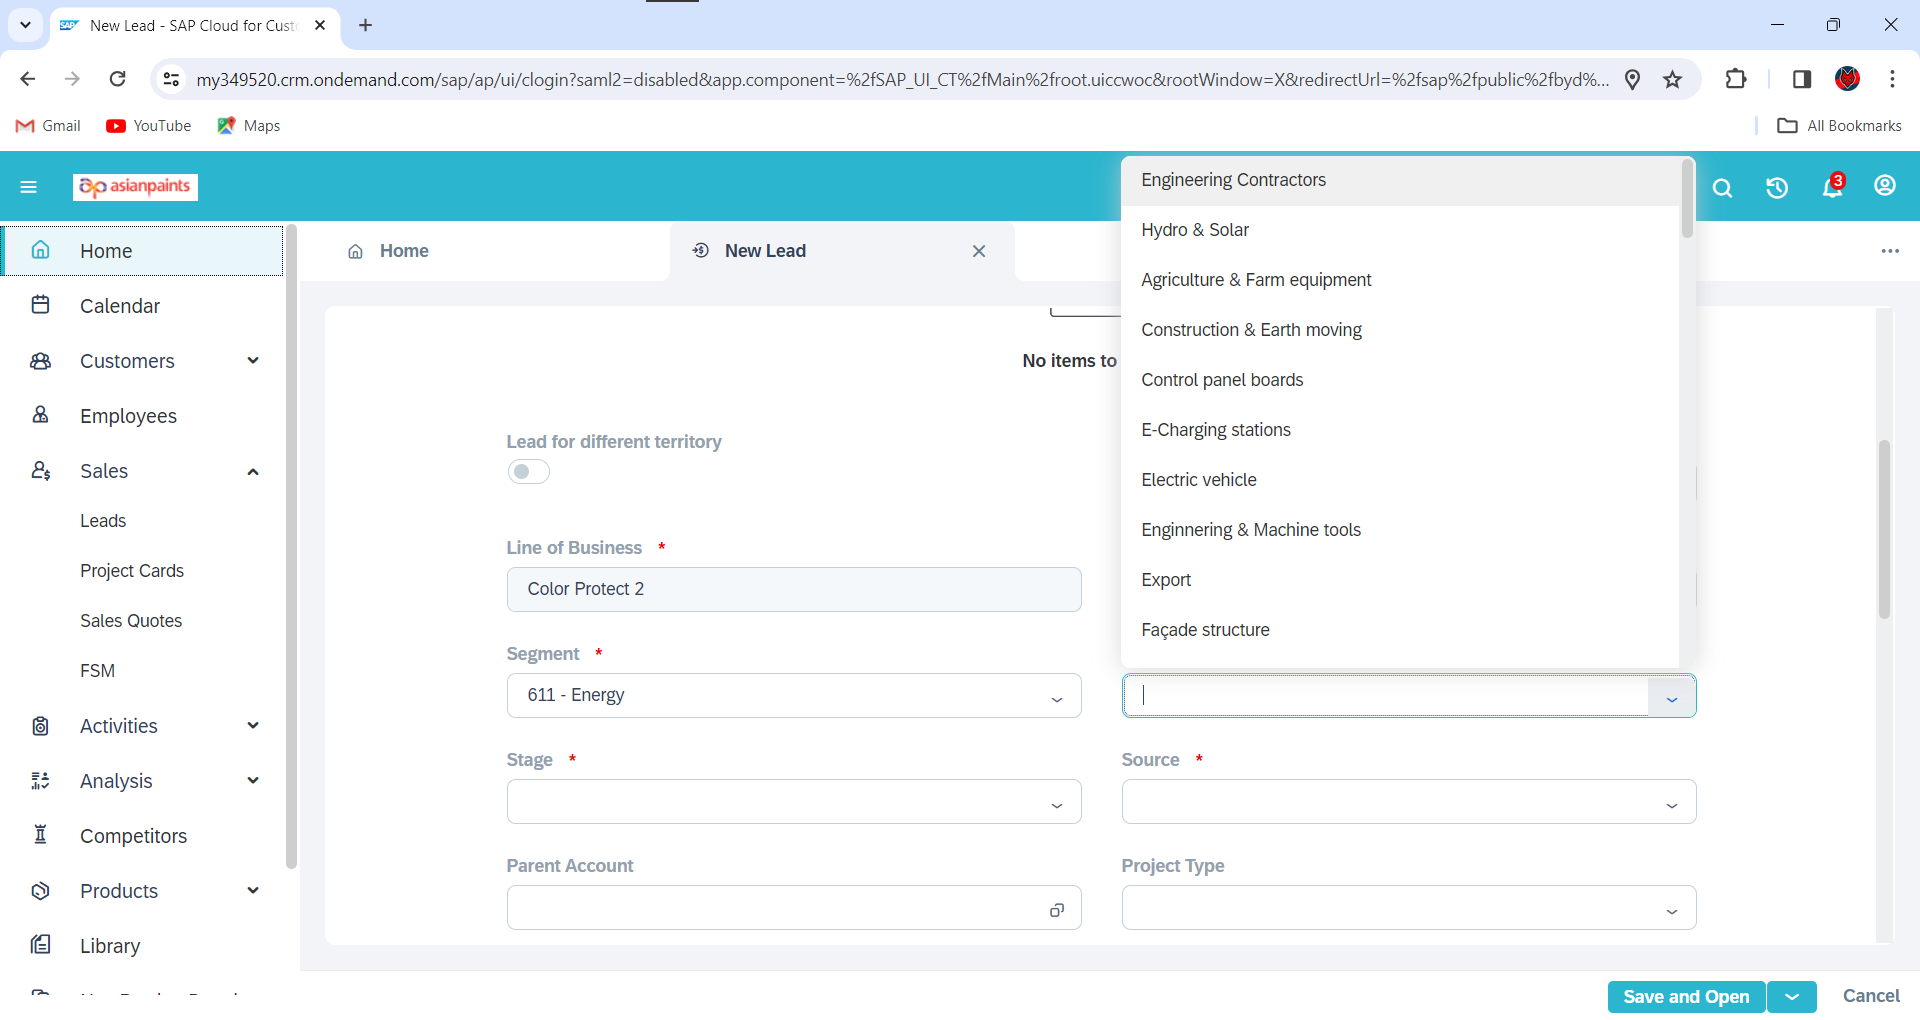 New Lead - SAP Cloud for Cust
my349520.crm.ondemand.com/sap/ap/ui/clogin?saml2=disabled&app.component=%2fSAP_UI_CT%2fMain%2froot.uiccwoc&rootWindow=X&redirectUrl=%2fsap%2fpublic%2fbyd%...
Gmail
YouTube
Maps
All Bookmarks
asianpaints
3
Home
Calendar
Customers
Employees
Sales
Leads
Project Cards
Sales Quotes
FSM
Activities
Analysis
Competitors
Products
Library
Home
New Lead
No items to
Lead for different territory
Line of Business *
Color Protect 2
Segment *
611 - Energy
Engineering Contractors
Hydro & Solar
Agriculture & Farm equipment
Construction & Earth moving
Control panel boards
E-Charging stations
Electric vehicle
Enginnering & Machine tools
Export
Façade structure
Stage *
Source *
Parent Account
Project Type
Save and Open
Cancel